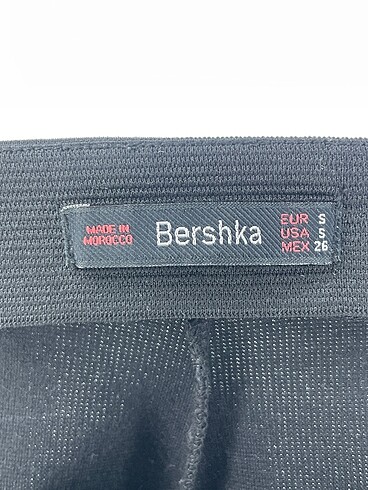 MADE IN
MOROCCO
Bershka
EUR S
USA S
MEX 26